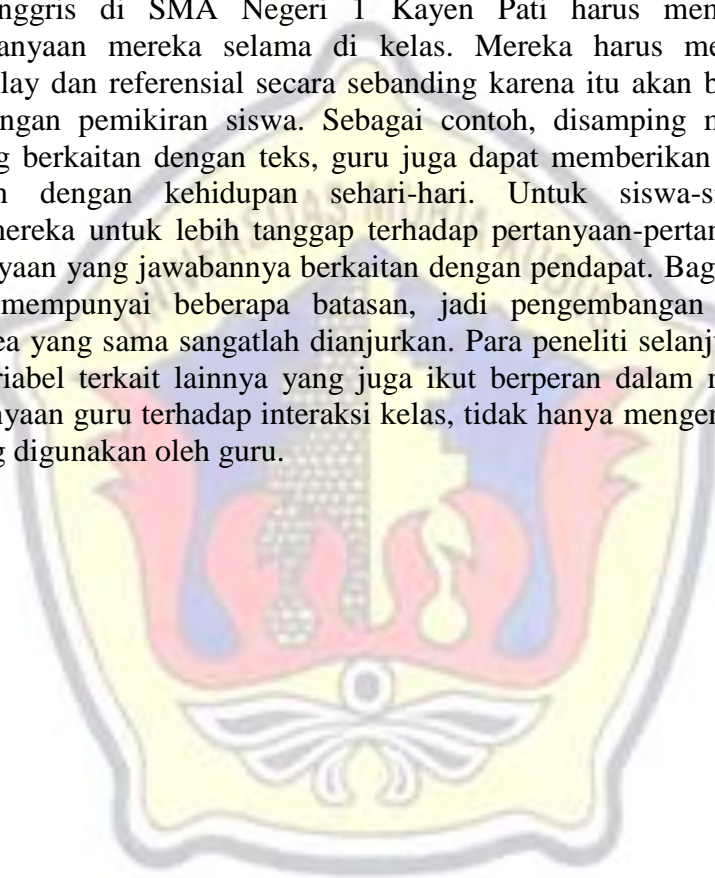 nggris di SMA Negeri 1 Kayen Pati harus men
anyaan mereka selama di kelas. Mereka harus me
lay dan referensial secara sebanding karena itu akan b
ngan pemikiran siswa. Sebagai contoh, disamping m
g berkaitan dengan teks, guru juga dapat memberikan
n dengan kehidupan sehari-hari. Untuk siswa-si
nereka untuk lebih tanggap terhadap pertanyaan-pertan
yaan yang jawabannya berkaitan dengan pendapat. Bag
mempunyai beberapa batasan, jadi pengembangan
ea yang sama sangatlah dianjurkan. Para peneliti selanju
riabel terkait lainnya yang juga ikut berperan dalam n
nyaan guru terhadap interaksi kelas, tidak hanya mengen
g digunakan oleh guru.